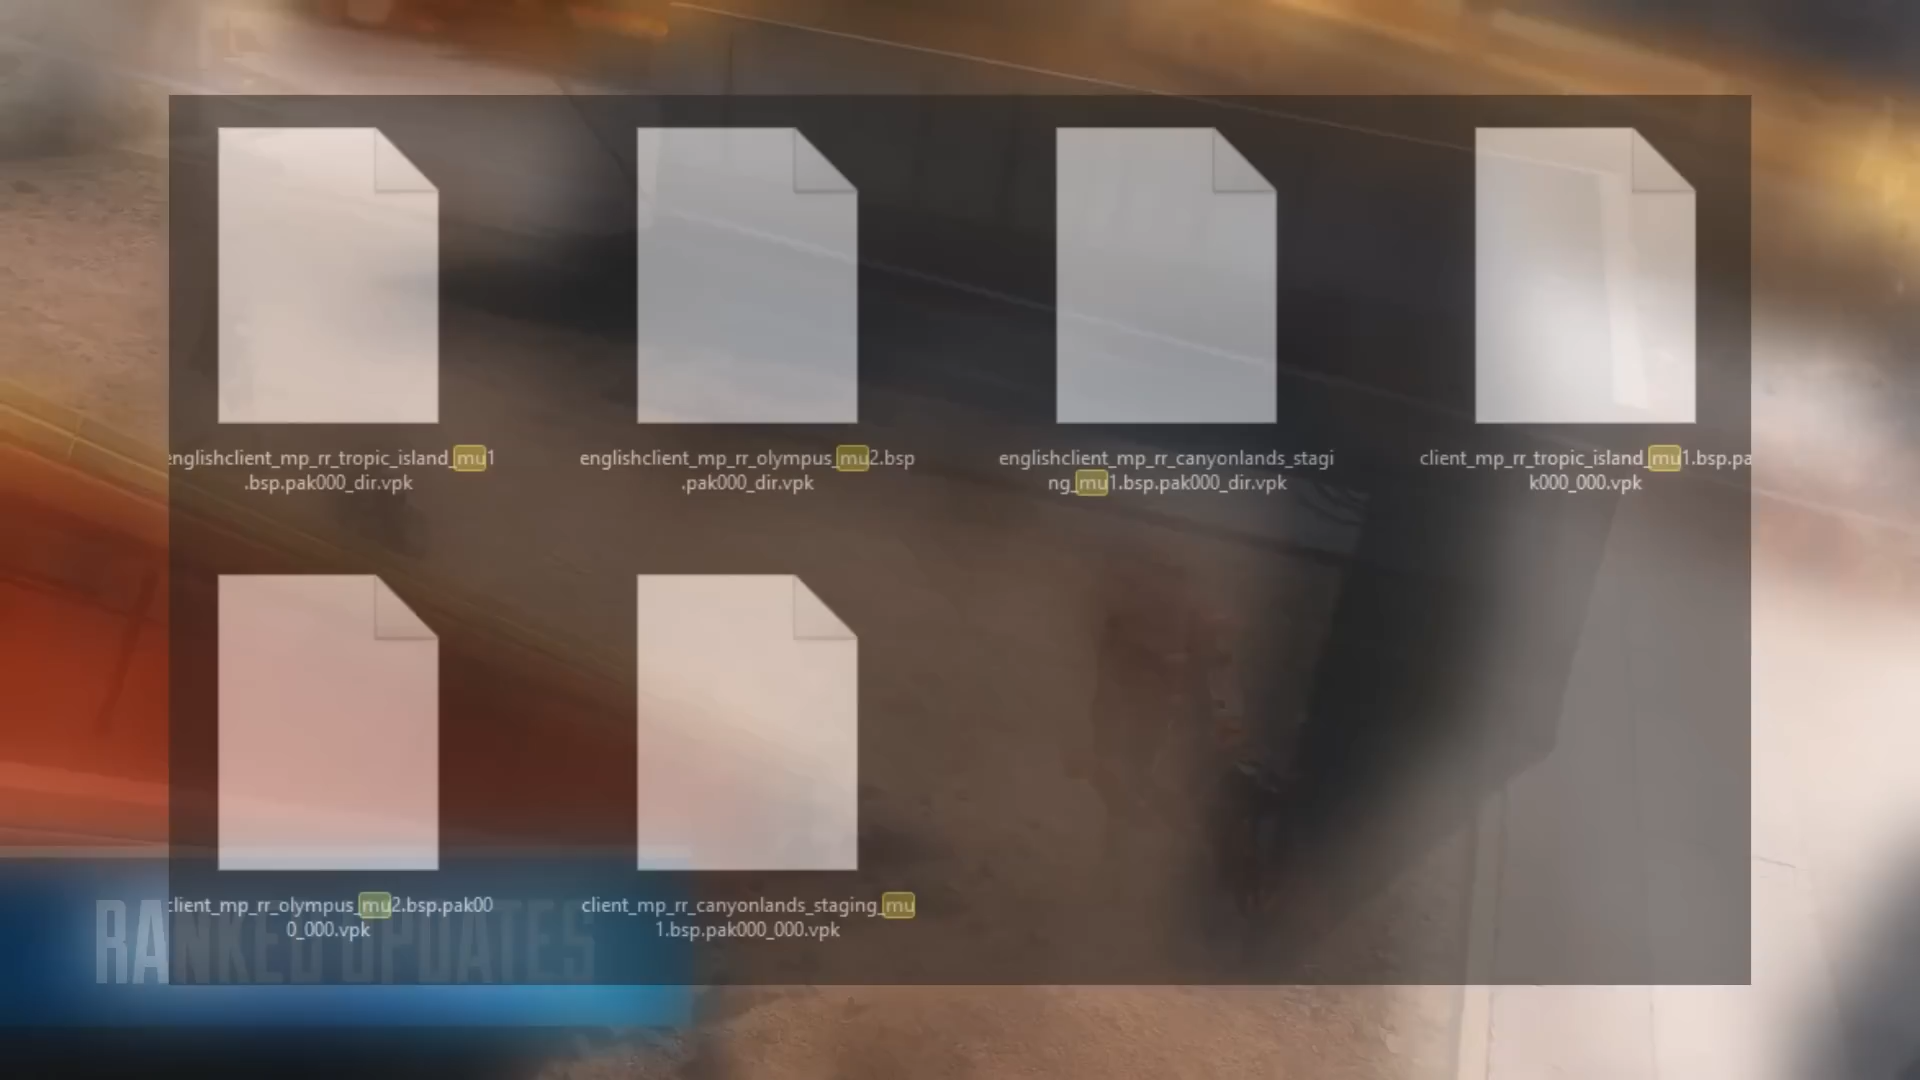 englishclient_mp_rr_tropic_island_mu1
.bsp.pak000_dir.vpk
englishclient_mp_rr_olympus_mu2.bsp
.pak000_dir.vpk
englishclient_mp_rr_canyonlands_stagi
ng_mu1.bsp.pak000_dir.vpk
client_mp_rr_tropic_island_mu1.bsp.pa
k000_000.vpk
client_mp_rr_olympus_mu2.bsp.pak00
0_000.vpk
client_mp_rr_canyonlands_staging_mu
1.bsp.pak000_000.vpk
RANKED UPDATES